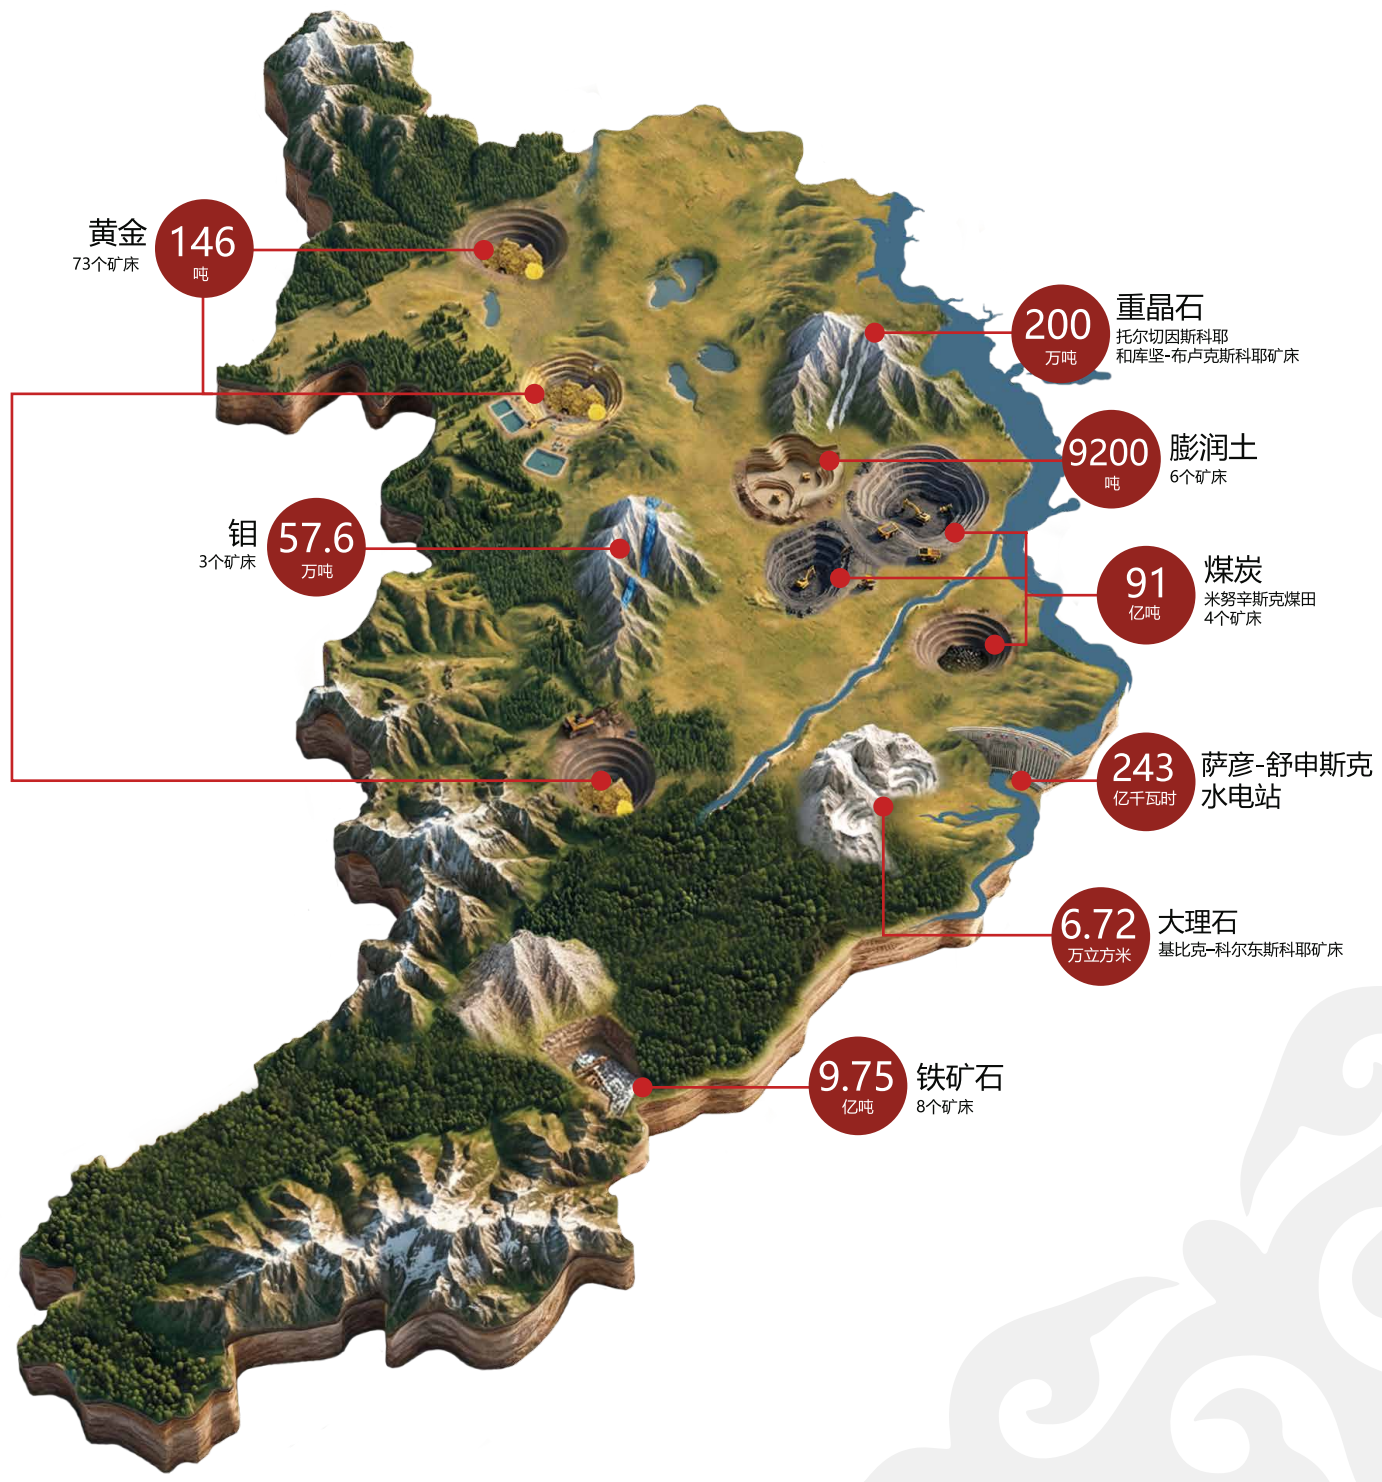 黄金
73个矿床
146
吨
重晶石
托尔切因斯科耶
和库坚-布卢克斯科耶矿床
200
万吨
膨润土
6个矿床
9200
吨
钼
3个矿床
57.6
万吨
煤炭
米努辛斯克煤田
4个矿床
91
亿吨
萨彦-舒申斯克
水电站
243
亿千瓦时
大理石
基比克–科尔东斯科耶矿床
6.72
万立方米
铁矿石
8个矿床
9.75
亿吨